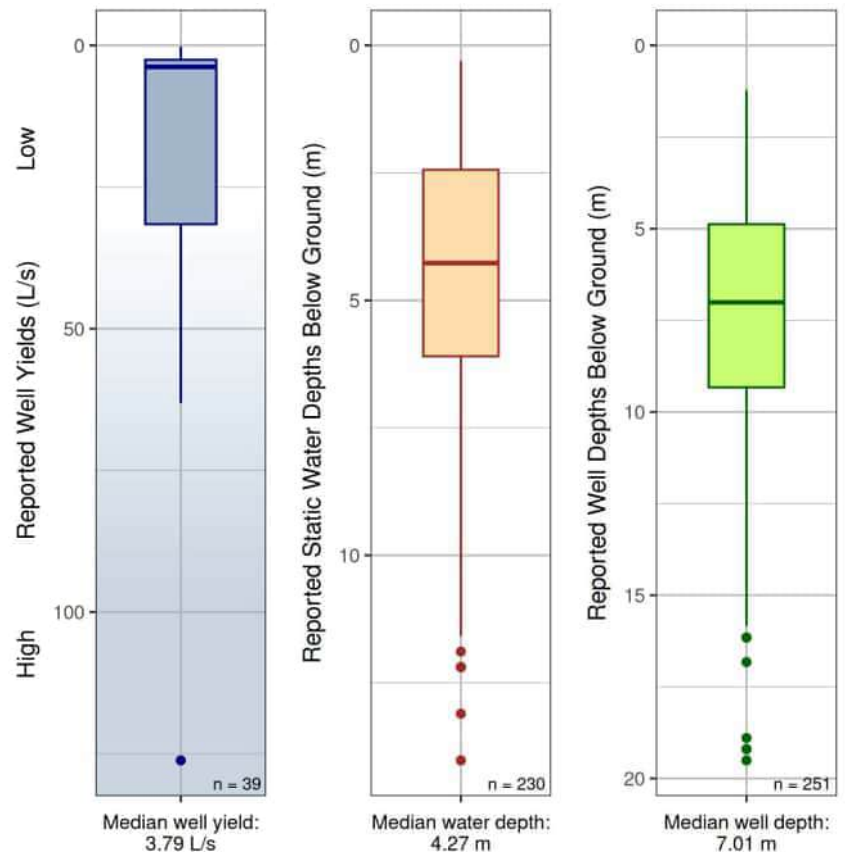 Reported Well Yields (L/s)
Low
High
0
50
100
n = 39
Median well yield:
3.79 L/s
Reported Static Water Depths Below Ground (m)
0
5
10
n = 230
Median water depth:
4.27 m
Reported Well Depths Below Ground (m)
0
5
10
15
20
n = 251
Median well depth:
7.01 m